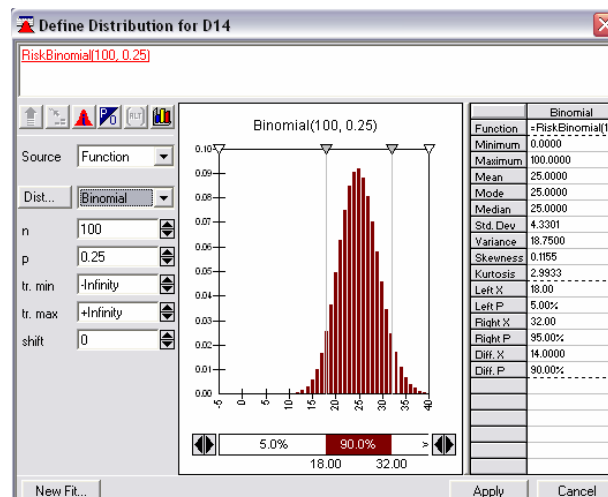 Define Distribution for D14
RiskBinomial(100, 0.25)
Source Function
Dist... Binomial
n 100
p 0.25
tr. min -Infinity
tr. max +Infinity
shift 0
New Fit...
Binomial(100, 0.25)
0.10
0.09
0.08
0.07
0.06
0.05
0.04
0.03
0.02
0.01
0.00
-5 0 5 10 15 20 25 30 35 40
5.0% 90.0% >
18.00 32.00
Binomial
Function =RiskBinomial(1
Minimum 0.0000
Maximum 100.0000
Mean 25.0000
Mode 25.0000
Median 25.0000
Std. Dev 4.3301
Variance 18.7500
Skewness 0.1155
Kurtosis 2.9933
Left X 18.00
Left P 5.00%
Right X 32.00
Right P 95.00%
Diff. X 14.0000
Diff. P 90.00%
Apply Cancel